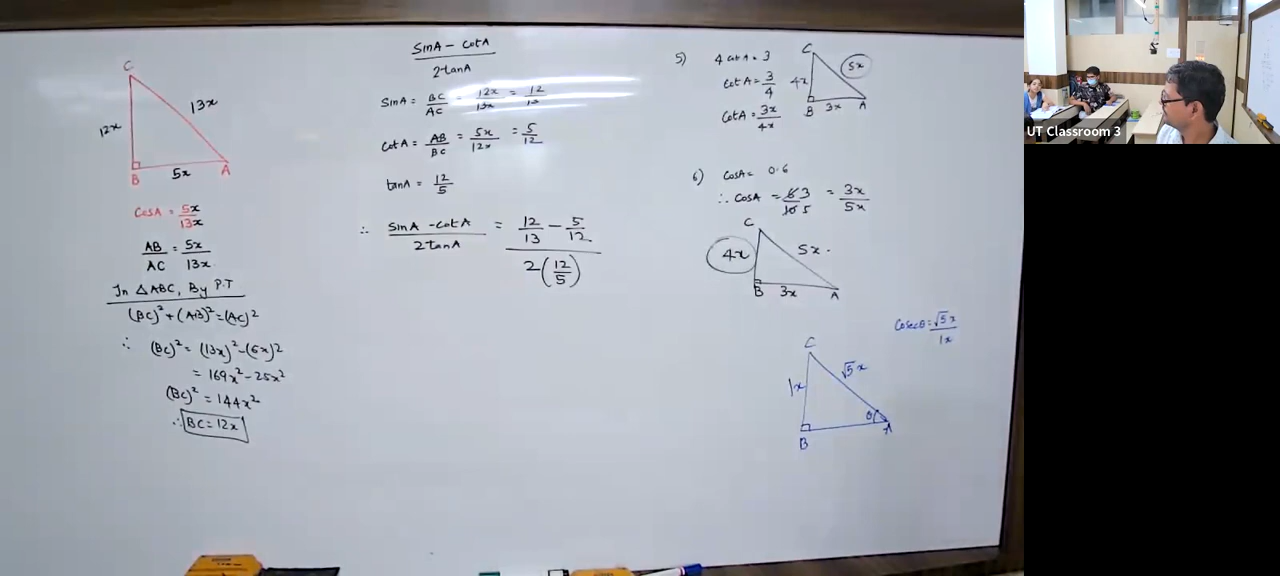 C
13x
12x
B
5x
A
CosA = 5x/13x
AB/AC = 5x/13x
In △ABC, By P.T
(BC)² + (AB)² = (AC)²
∴ (BC)² = (13x)² - (5x)²
= 169x² - 25x²
(BC)² = 144x²
∴ BC = 12x
SinA - CotA / 2tanA
SinA = BC/AC = 12x/13x = 12/13
CotA = AB/BC = 5x/12x = 5/12
tanA = 12/5
∴ SinA - CotA / 2tanA = 12/13 - 5/12 / 2(12/5)
5) 4 CotA = 3
CotA = 3/4
CotA = 3x/4x
C
4x
5x
B
3x
A
6) CosA = 0.6
∴ CosA = 6 3 / 10 5 = 3x/5x
C
4x
5x
B
3x
A
Cosecθ = √5x/1x
C
1x
√5x
θ
B
A
UT Classroom 3